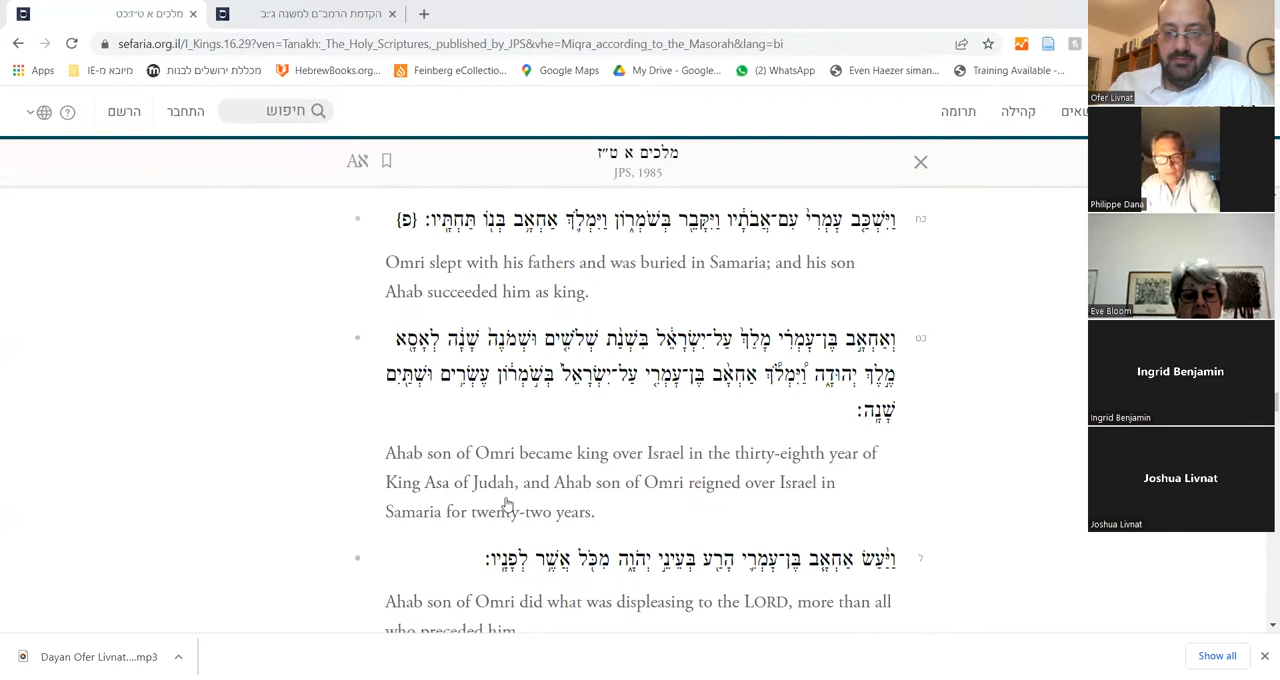 מלכים א ט״ז:כט
הקדמת הרמב"ם למשנה ג׳:ב
sefaria.org.il/I_Kings.16.29?ven=Tanakh:_The_Holy_Scriptures,_published_by_JPS&vhe=Miqra_according_to_the_Masorah&lang=bi
Apps
מיובא מ-IE
מכללת ירושלים לבנות
HebrewBooks.org...
Feinberg eCollectio...
Google Maps
My Drive - Google...
(2) WhatsApp
Even Haezer siman...
Training Available -...
הרשם
התחבר
חיפוש
תרומה
קהילה
שאים
מלכים א ט״ז
JPS, 1985
אA
כח
וַיִּשְׁכַּ֤ב עׇמְרִי֙ עִם־אֲבֹתָ֔יו וַיִּקָּבֵ֖ר בְּשֹׁמְר֑וֹן וַיִּמְלֹ֛ךְ אַחְאָ֥ב בְּנ֖וֹ תַּחְתָּֽיו׃ {פ}
Omri slept with his fathers and was buried in Samaria; and his son
Ahab succeeded him as king.
כט
וְאַחְאָ֣ב בֶּן־עׇמְרִ֗י מָלַךְ֙ עַל־יִשְׂרָאֵ֔ל בִּשְׁנַ֨ת שְׁלֹשִׁ֤ים וּשְׁמֹנֶה֙ שָׁנָ֔ה לְאָסָ֖א
מֶ֣לֶךְ יְהוּדָ֑ה וַ֠יִּמְלֹ֠ךְ אַחְאָ֨ב בֶּן־עׇמְרִ֤י עַל־יִשְׂרָאֵל֙ בְּשֹׁ֣מְר֔וֹן עֶשְׂרִ֥ים וּשְׁתַּ֖יִם
שָׁנָֽה׃
Ahab son of Omri became king over Israel in the thirty-eighth year of
King Asa of Judah, and Ahab son of Omri reigned over Israel in
Samaria for twenty-two years.
ל
וַיַּ֨עַשׂ אַחְאָ֧ב בֶּן־עׇמְרִ֛י הָרַ֖ע בְּעֵינֵ֣י יְהֹוָ֑ה מִכֹּ֖ל אֲשֶׁ֥ר לְפָנָֽיו׃
Ahab son of Omri did what was displeasing to the LORD, more than all
who preceded him
Dayan Ofer Livnat....mp3
Show all
Ofer Livnat
Philippe Dana
Eve Bloom
Ingrid Benjamin
Ingrid Benjamin
Joshua Livnat
Joshua Livnat